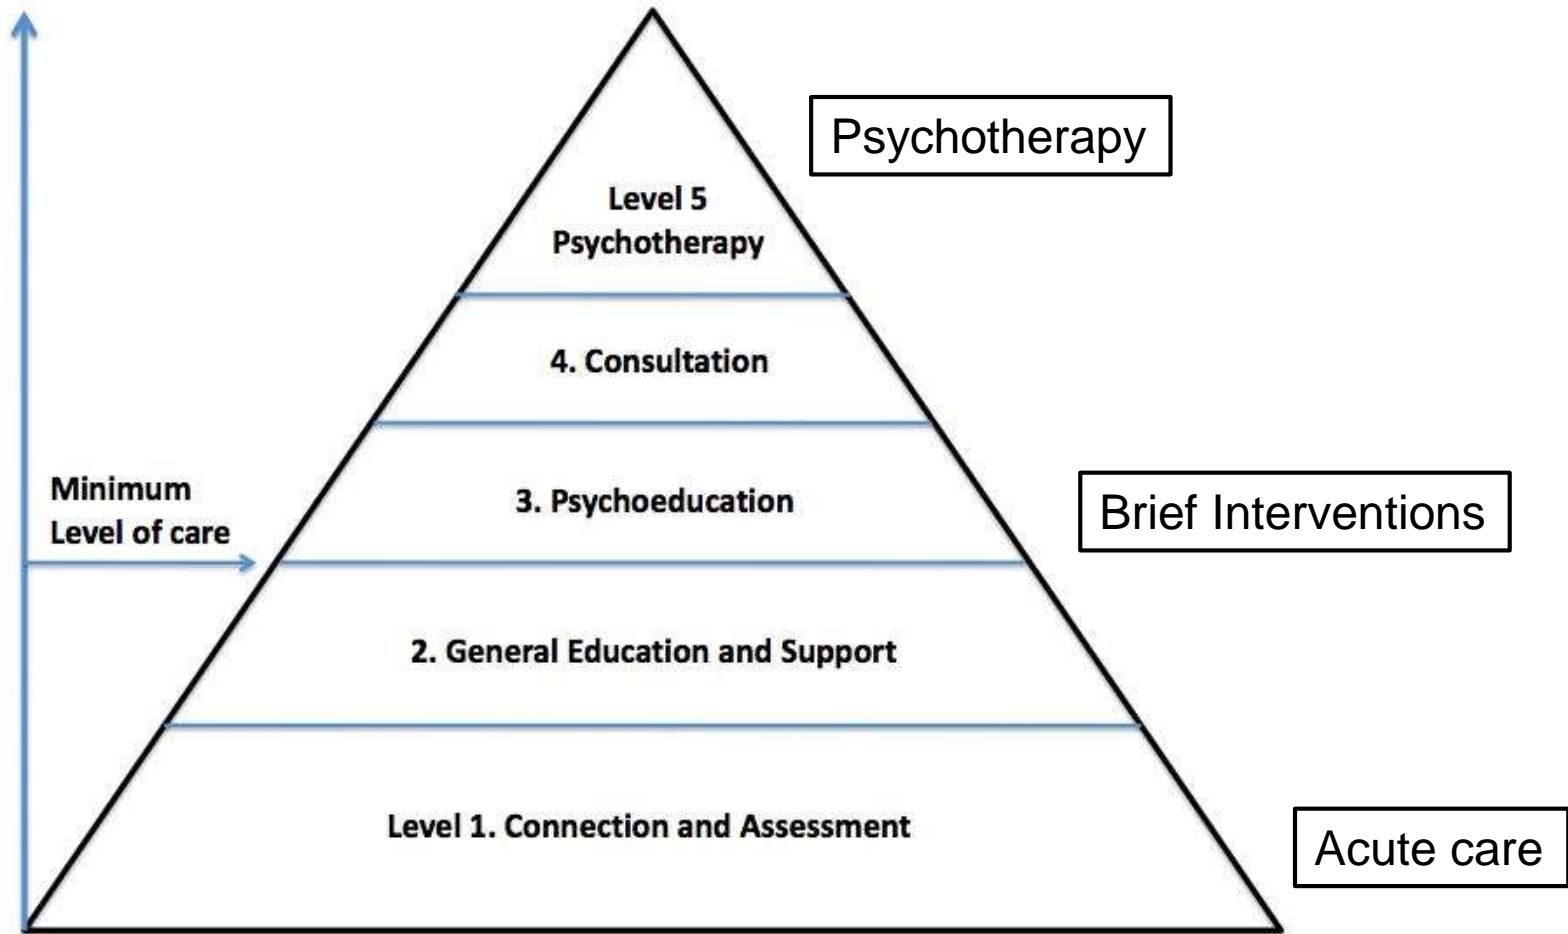 Psychotherapy
Level 5
Psychotherapy
4. Consultation
Minimum
Level of care
3. Psychoeducation
Brief Interventions
2. General Education and Support
Level 1. Connection and Assessment
Acute care